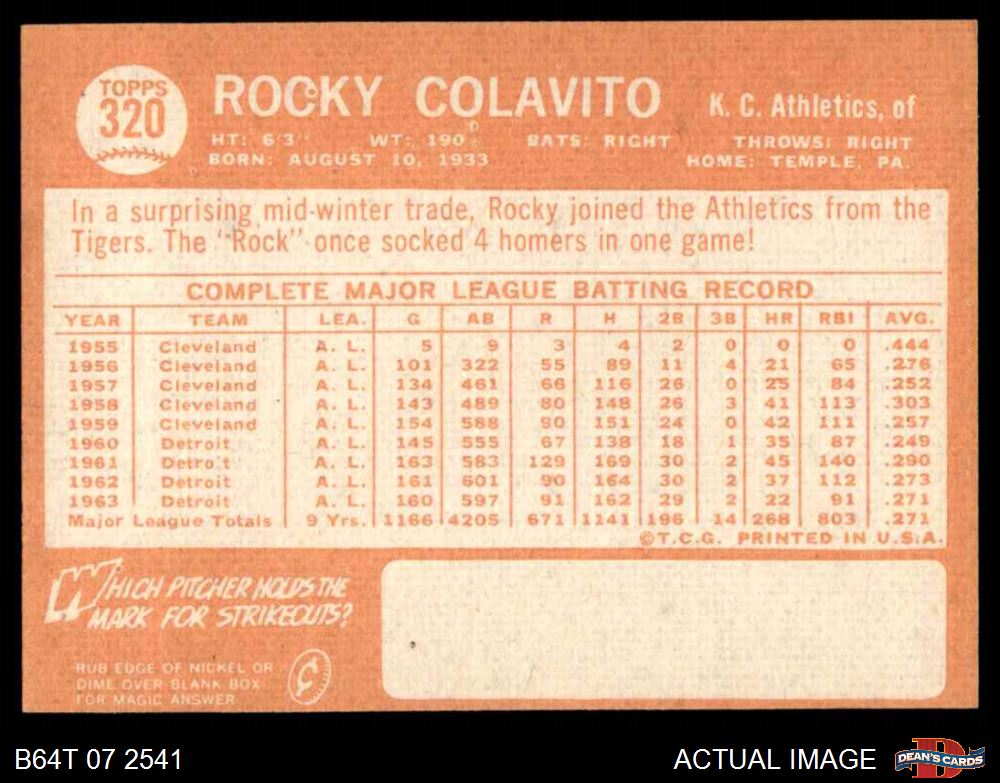 TOPPS
320
ROCKY COLAVITO
K. C. Athletics, of
HT: 6'3" WT: 190 BATS: RIGHT THROWS: RIGHT
BORN: AUGUST 10, 1933 HOME: TEMPLE, PA.
In a surprising mid-winter trade, Rocky joined the Athletics from the
Tigers. The "Rock" once socked 4 homers in one game!
COMPLETE MAJOR LEAGUE BATTING RECORD
YEAR TEAM LEA. G AB R H 2B 3B HR RBI AVG.
1955 Cleveland A. L. 5 9 3 4 2 0 0 0 .444
1956 Cleveland A. L. 101 322 55 89 11 4 21 65 .276
1957 Cleveland A. L. 134 461 66 116 26 0 25 84 .252
1958 Cleveland A. L. 143 489 80 148 26 3 41 113 .303
1959 Cleveland A. L. 154 588 90 151 24 0 42 111 .257
1960 Detroit A. L. 145 555 67 138 18 1 35 87 .249
1961 Detroit A. L. 163 583 129 169 30 2 45 140 .290
1962 Detroit A. L. 161 601 90 164 30 2 37 112 .273
1963 Detroit A. L. 160 597 91 162 29 2 22 91 .271
Major League Totals 9 Yrs. 1166 4205 671 1141 196 14 268 803 .271
©T.C.G. PRINTED IN U.S.A.
WHICH PITCHER HOLDS THE
MARK FOR STRIKEOUTS?
RUB EDGE OF NICKEL OR
DIME OVER BLANK BOX
FOR MAGIC ANSWER
¢
B64T 07 2541
ACTUAL IMAGE
D
DEAN'S CARDS